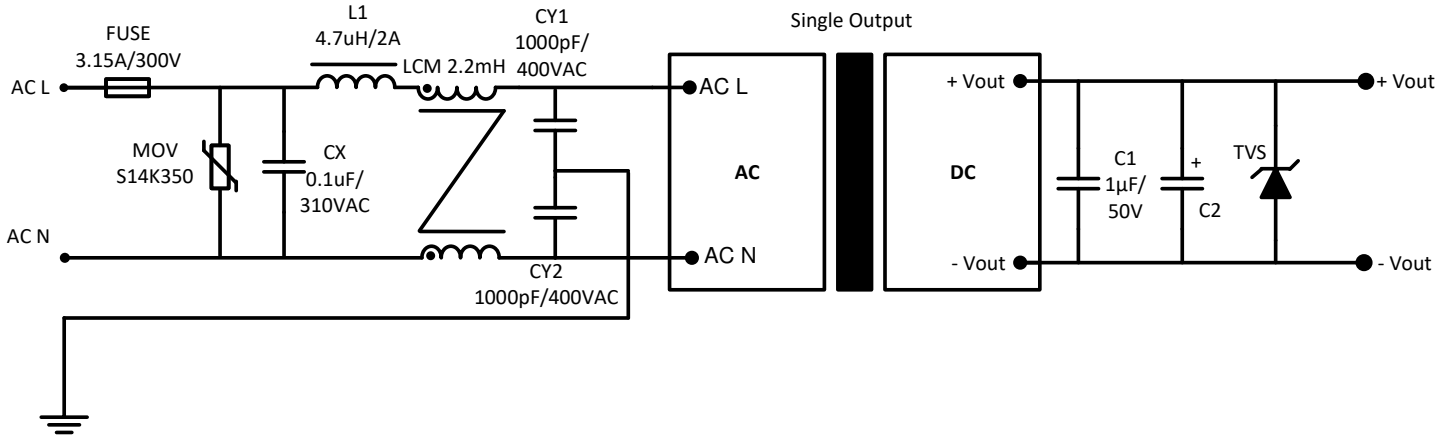 L1
4.7uH/2A
CY1
1000pF/
400VAC
Single Output
FUSE
3.15A/300V
LCM 2.2mH
AC L
AC L
+ Vout
+ Vout
MOV
S14K350
CX
0.1uF/
310VAC
AC
DC
C1
1μF/
50V
+
C2
TVS
AC N
AC N
- Vout
- Vout
CY2
1000pF/400VAC